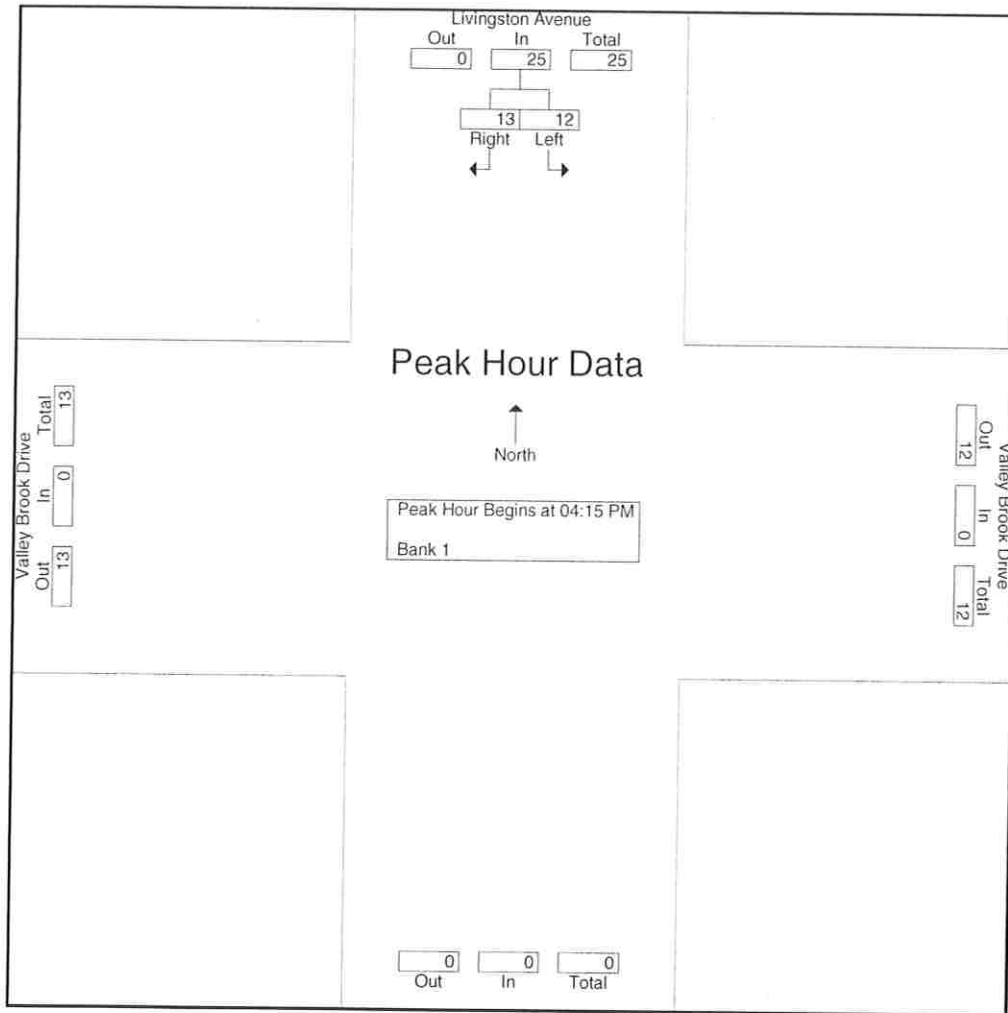 Livingston Avenue
Out In Total
0 25 25
13 12
Right Left
Peak Hour Data
North
Peak Hour Begins at 04:15 PM
Bank 1
Valley Brook Drive
Out In Total
13 0 13
Valley Brook Drive
Out In Total
12 0 12
0 0 0
Out In Total